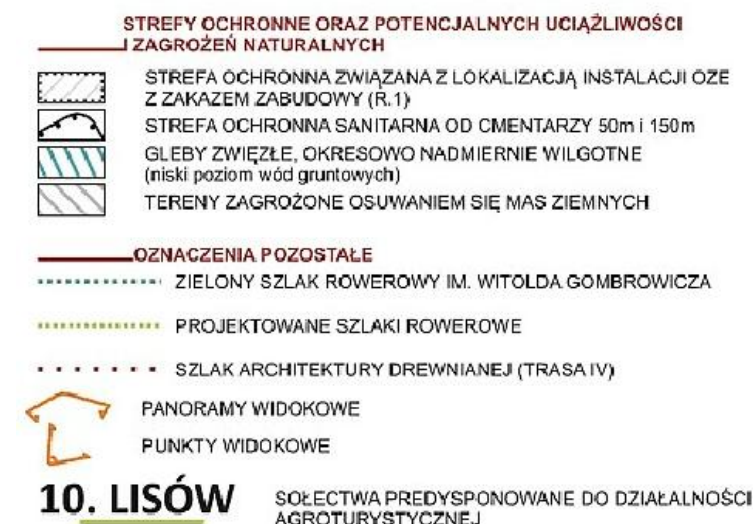 STREFY OCHRONNE ORAZ POTENCJALNYCH UCIĄŻLIWOŚCI
I ZAGROŻEŃ NATURALNYCH
STREFA OCHRONNA ZWIĄZANA Z LOKALIZACJĄ INSTALACJI OZE
Z ZAKAZEM ZABUDOWY (R.1)
STREFA OCHRONNA SANITARNA OD CMENTARZY 50m i 150m
GLEBY ZWIĘZŁE, OKRESOWO NADMIERNIE WILGOTNE
(niski poziom wód gruntowych)
TERENY ZAGROŻONE OSUWANIEM SIĘ MAS ZIEMNYCH
OZNACZENIA POZOSTAŁE
ZIELONY SZLAK ROWEROWY IM. WITOLDA GOMBROWICZA
PROJEKTOWANE SZLAKI ROWEROWE
SZLAK ARCHITEKTURY DREWNIANEJ (TRASA IV)
PANORAMY WIDOKOWE
PUNKTY WIDOKOWE
10. LISÓW
SOŁECTWA PREDYSPONOWANE DO DZIAŁALNOŚCI
AGROTURYSTYCZNEJ